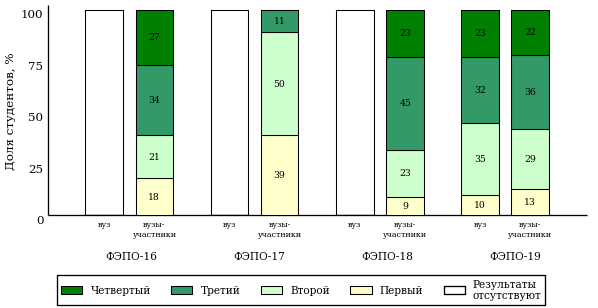 Доля студентов, %
100
75
50
25
0
27
34
21
18
11
50
39
23
45
23
9
23
32
35
10
22
36
29
13
вуз
вузы-
участники
вуз
вузы-
участники
вуз
вузы-
участники
вуз
вузы-
участники
ФЭПО-16
ФЭПО-17
ФЭПО-18
ФЭПО-19
Четвертый
Третий
Второй
Первый
Результаты
отсутствуют